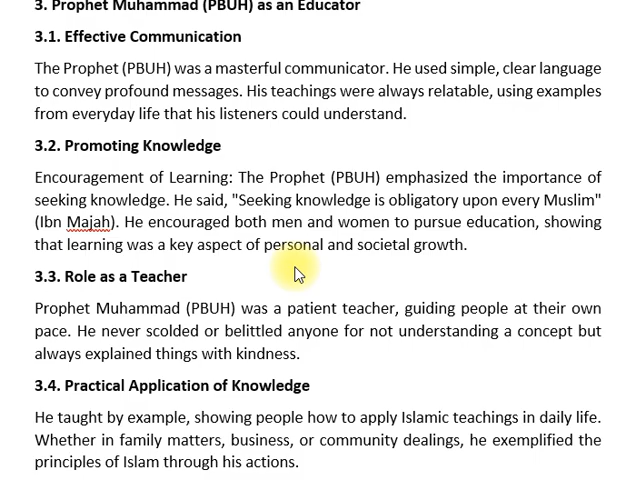 3. Prophet Muhammad (PBUH) as an Educator
3.1. Effective Communication
The Prophet (PBUH) was a masterful communicator. He used simple, clear language
to convey profound messages. His teachings were always relatable, using examples
from everyday life that his listeners could understand.
3.2. Promoting Knowledge
Encouragement of Learning: The Prophet (PBUH) emphasized the importance of
seeking knowledge. He said, "Seeking knowledge is obligatory upon every Muslim"
(Ibn Majah). He encouraged both men and women to pursue education, showing
that learning was a key aspect of personal and societal growth.
3.3. Role as a Teacher
Prophet Muhammad (PBUH) was a patient teacher, guiding people at their own
pace. He never scolded or belittled anyone for not understanding a concept but
always explained things with kindness.
3.4. Practical Application of Knowledge
He taught by example, showing people how to apply Islamic teachings in daily life.
Whether in family matters, business, or community dealings, he exemplified the
principles of Islam through his actions.